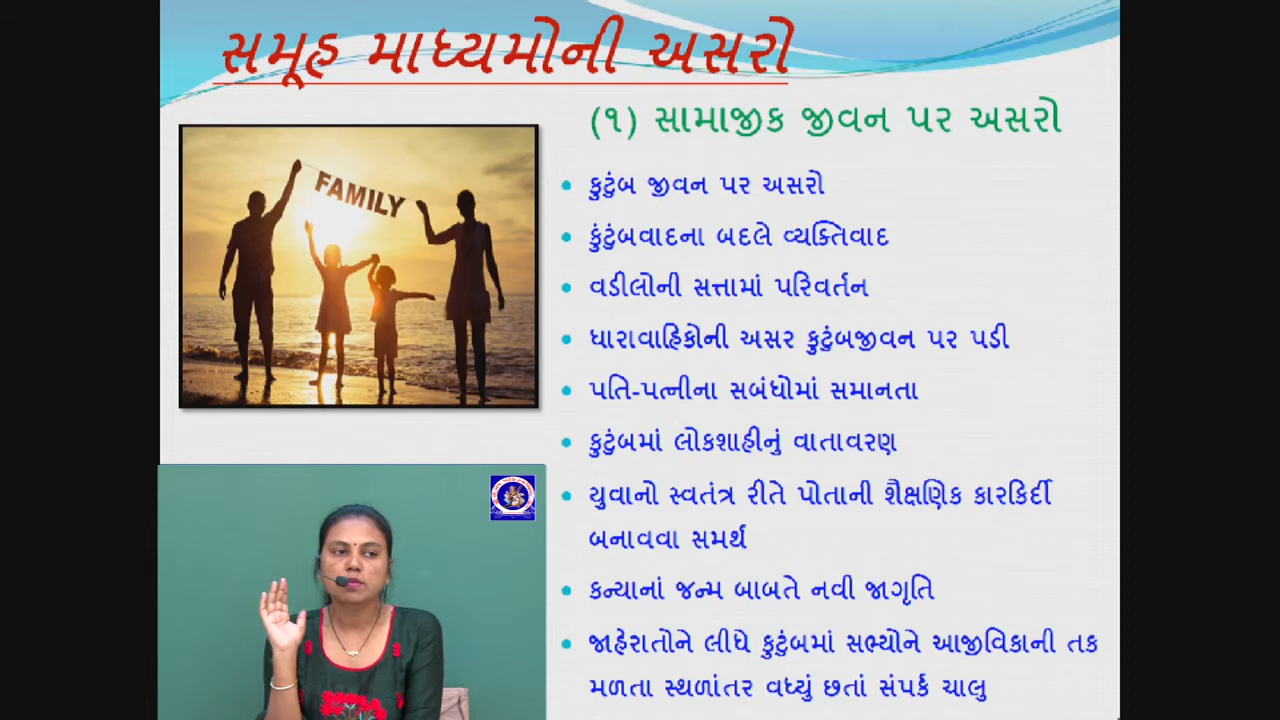 સમૂહ માધ્યમોની અસરો
(૧) સામાજીક જીવન પર અસરો
FAMILY
કુટુંબ જીવન પર અસરો
કુંટુંબવાદના બદલે વ્યક્તિવાદ
વડીલોની સત્તામાં પરિવર્તન
ધારાવાહિકોની અસર કુટુંબજીવન પર પડી
પતિ-પત્નીના સબંધોમાં સમાનતા
કુટુંબમાં લોકશાહીનું વાતાવરણ
યુવાનો સ્વતંત્ર રીતે પોતાની શૈક્ષણિક કારકિર્દી
બનાવવા સમર્થ
કન્યાનાં જન્મ બાબતે નવી જાગૃતિ
જાહેરાતોને લીધે કુટુંબમાં સભ્યોને આજીવિકાની તક
મળતા સ્થળાંતર વધ્યું છતાં સંપર્ક ચાલુ